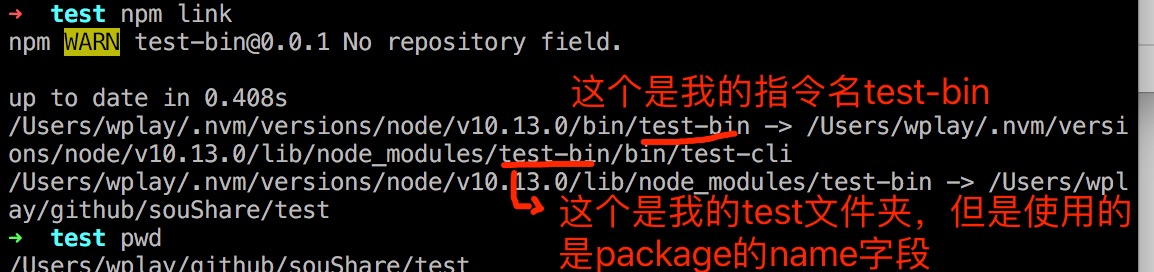 → test npm link
npm WARN test-bin@0.0.1 No repository field.
up to date in 0.408s
这个是我的指令名test-bin
/Users/wplay/.nvm/versions/node/v10.13.0/bin/test-bin -> /Users/wplay/.nvm/versi
ons/node/v10.13.0/lib/node_modules/test-bin/bin/test-cli
/Users/wplay/.nvm/versions/node/v10.13.0/lib/node_modules/test-bin -> /Users/wpl
ay/github/souShare/test
这个是我的test文件夹，但是使用的
是package的name字段
→ test pwd
/Users/wplay/github/souShare/test